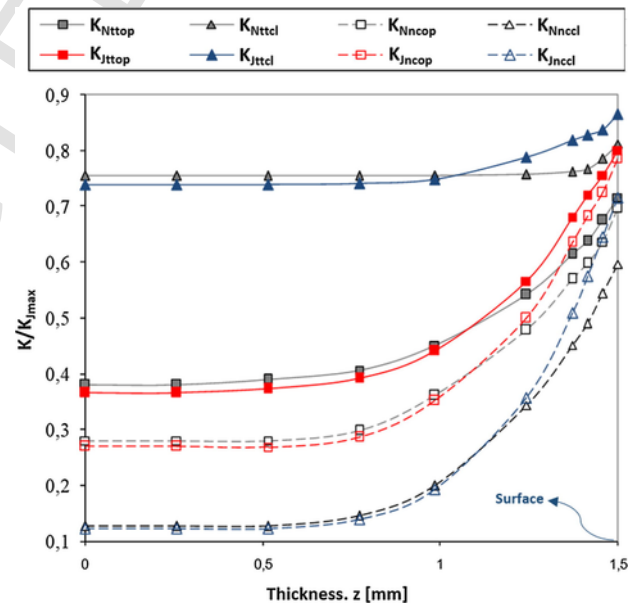 K_Nttop K_Nttcl K_Nncop K_Nnccl
K_Jttop K_Jttcl K_Jncop K_Jnccl
0,9
0,8
0,7
0,6
0,5
0,4
0,3
0,2
0,1
K/K_Jmax
Surface
0 0,5 1 1,5
Thickness. z [mm]